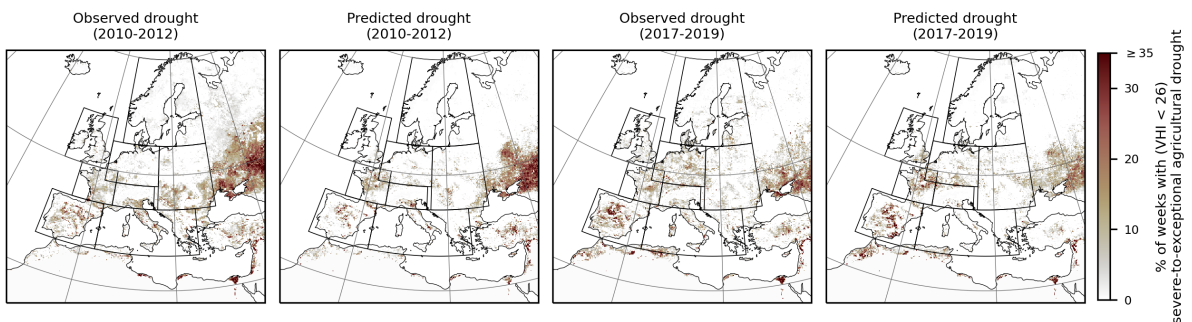 Observed drought
(2010-2012)
Predicted drought
(2010-2012)
Observed drought
(2017-2019)
Predicted drought
(2017-2019)
≥ 35
30
20
10
0
% of weeks with (VHI < 26)
severe-to-exceptional agricultural drought